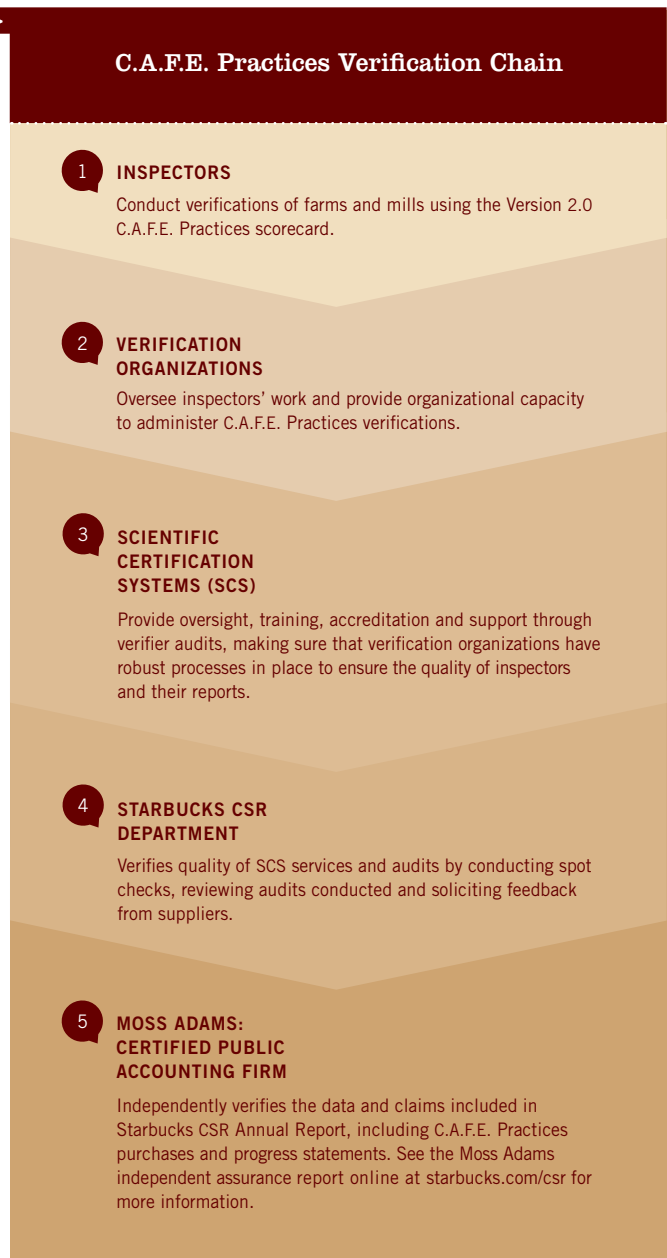 C.A.F.E. Practices Verification Chain
1
INSPECTORS
Conduct verifications of farms and mills using the Version 2.0
C.A.F.E. Practices scorecard.
2
VERIFICATION
ORGANIZATIONS
Oversee inspectors’ work and provide organizational capacity
to administer C.A.F.E. Practices verifications.
3
SCIENTIFIC
CERTIFICATION
SYSTEMS (SCS)
Provide oversight, training, accreditation and support through
verifier audits, making sure that verification organizations have
robust processes in place to ensure the quality of inspectors
and their reports.
4
STARBUCKS CSR
DEPARTMENT
Verifies quality of SCS services and audits by conducting spot
checks, reviewing audits conducted and soliciting feedback
from suppliers.
5
MOSS ADAMS:
CERTIFIED PUBLIC
ACCOUNTING FIRM
Independently verifies the data and claims included in
Starbucks CSR Annual Report, including C.A.F.E. Practices
purchases and progress statements. See the Moss Adams
independent assurance report online at starbucks.com/csr for
more information.